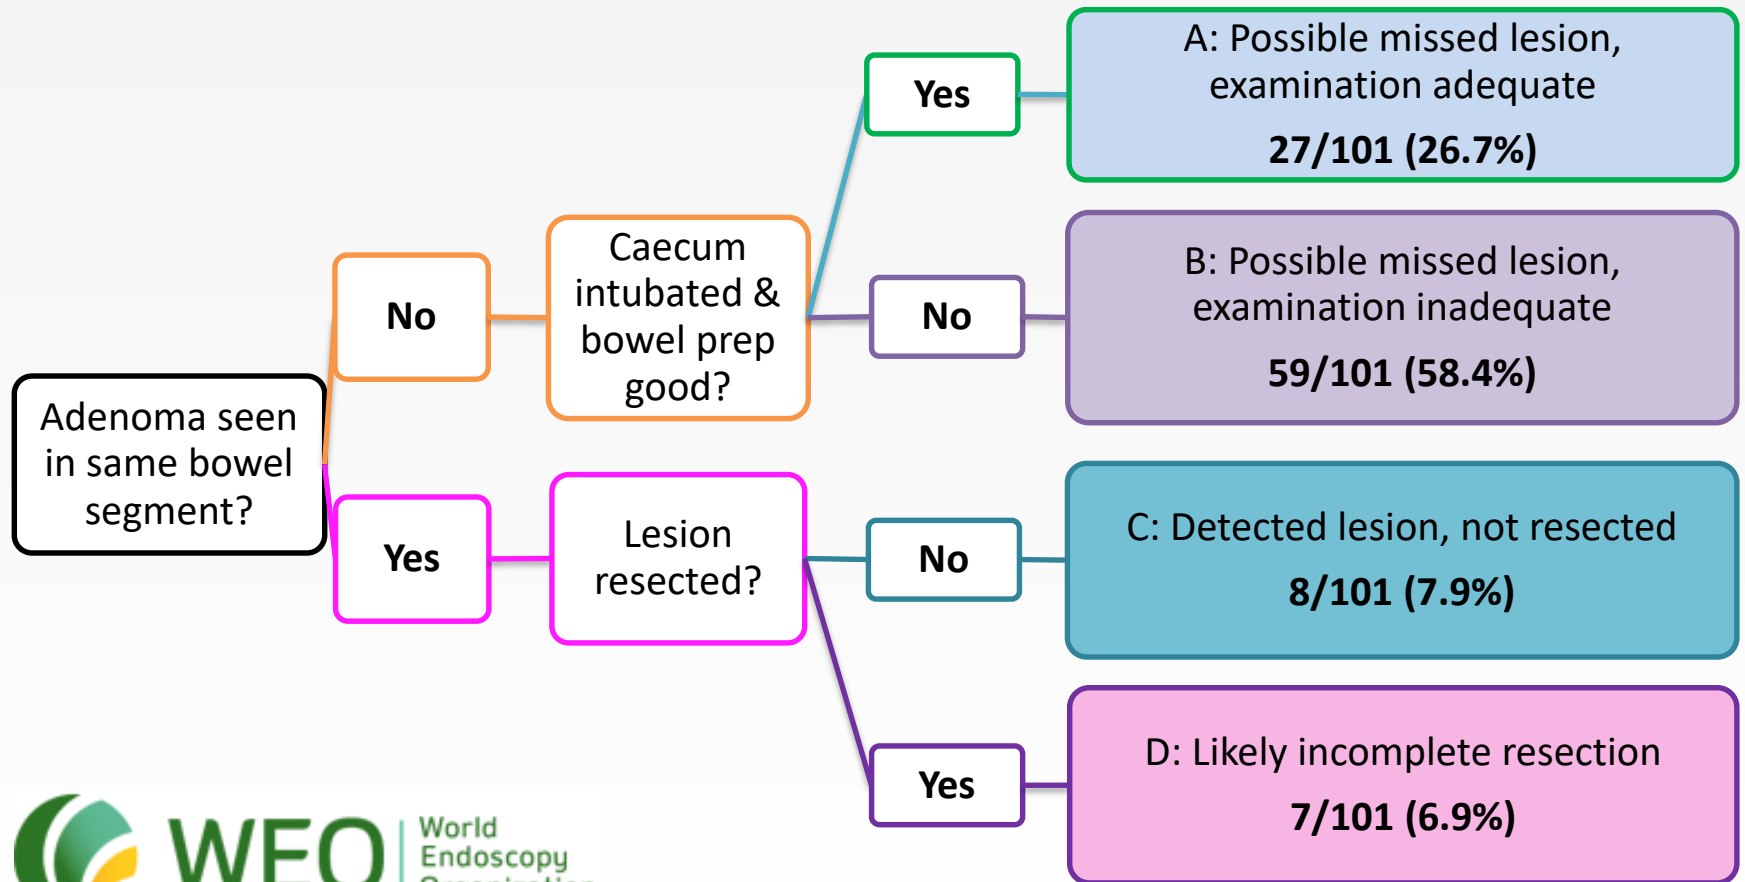 Adenoma seen
in same bowel
segment?
No
Caecum
intubated &
bowel prep
good?
Yes
A: Possible missed lesion,
examination adequate
27/101 (26.7%)
No
B: Possible missed lesion,
examination inadequate
59/101 (58.4%)
Yes
Lesion
resected?
No
C: Detected lesion, not resected
8/101 (7.9%)
Yes
D: Likely incomplete resection
7/101 (6.9%)
WEO
World
Endoscopy
Organization